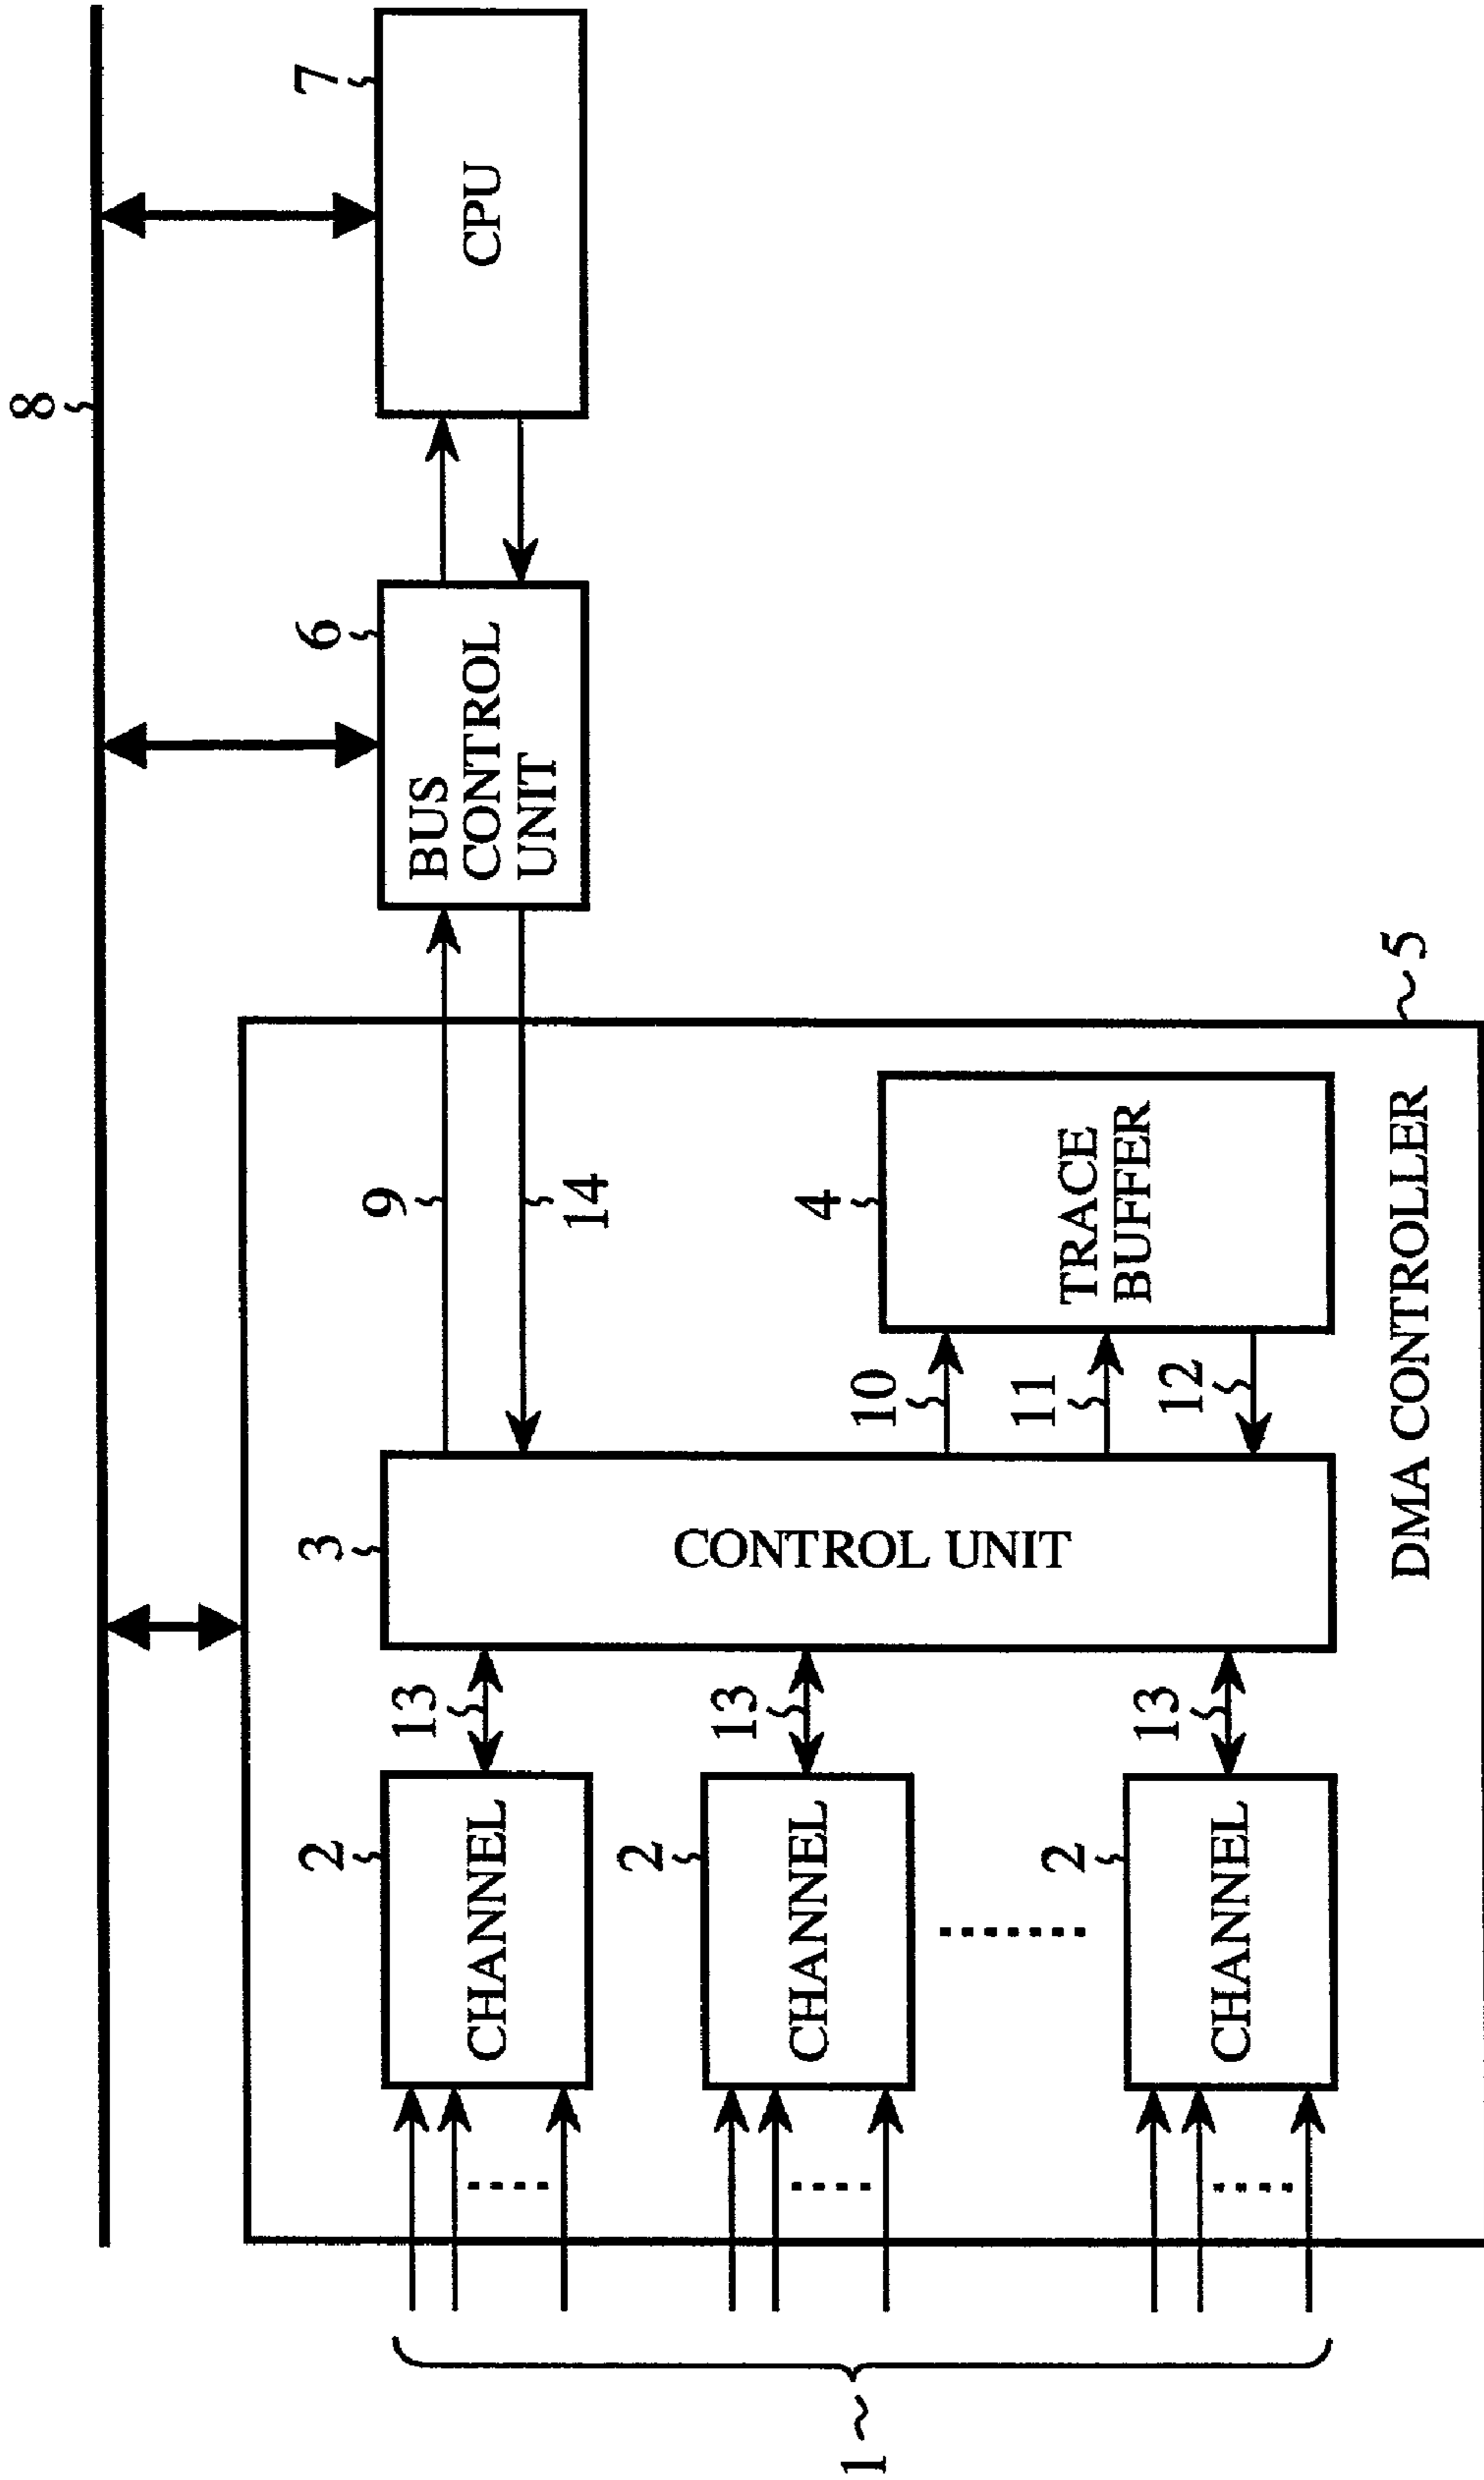 8
7
CPU
6
BUS
CONTROL
UNIT
9
14
5
3
CONTROL UNIT
4
TRACE
BUFFER
10
11
12
13
13
13
2
CHANNEL
2
CHANNEL
2
CHANNEL
DMA CONTROLLER
1